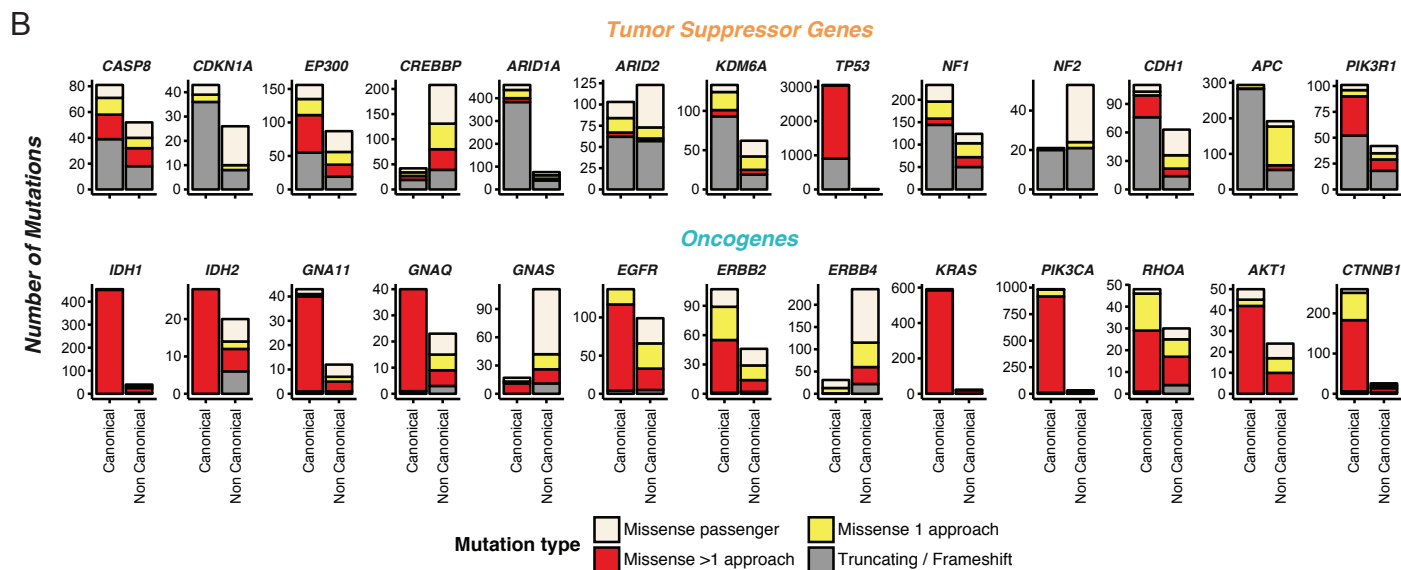 B
Tumor Suppressor Genes
CASP8 CDKN1A EP300 CREBBP ARID1A ARID2 KDM6A TP53 NF1 NF2 CDH1 APC PIK3R1
80 60 40 20 0
40 30 20 10 0
150 100 50 0
200 150 100 50 0
400 300 200 100 0
125 100 75 50 25 0
100 50 0
3000 2000 1000 0
200 150 100 50 0
40 20 0
90 60 30 0
300 200 100 0
100 75 50 25 0
Number of Mutations
Oncogenes
IDH1 IDH2 GNA11 GNAQ GNAS EGFR ERBB2 ERBB4 KRAS PIK3CA RHOA AKT1 CTNNB1
400 300 200 100 0
20 10 0
40 30 20 10 0
40 30 20 10 0
90 60 30 0
100 50 0
90 60 30 0
200 150 100 50 0
600 400 200 0
1000 750 500 250 0
50 40 30 20 10 0
50 40 30 20 10 0
200 100 0
Canonical Non Canonical Canonical Non Canonical Canonical Non Canonical Canonical Non Canonical Canonical Non Canonical Canonical Non Canonical Canonical Non Canonical Canonical Non Canonical Canonical Non Canonical Canonical Non Canonical Canonical Non Canonical Canonical Non Canonical Canonical Non Canonical
Mutation type
Missense passenger Missense 1 approach
Missense >1 approach Truncating / Frameshift